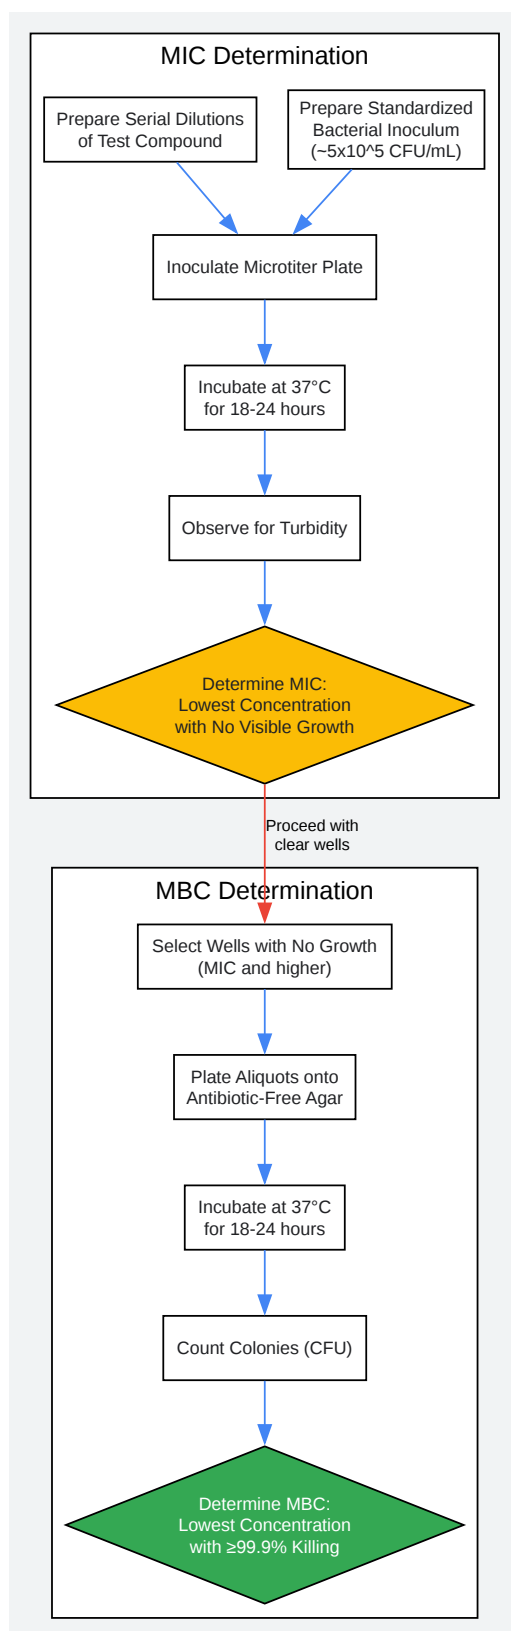 MIC Determination
Prepare Serial Dilutions
of Test Compound
Prepare Standardized
Bacterial Inoculum
(~5x10^5 CFU/mL)
Inoculate Microtiter Plate
Incubate at 37°C
for 18-24 hours
Observe for Turbidity
Determine MIC:
Lowest Concentration
with No Visible Growth
Proceed with
clear wells
MBC Determination
Select Wells with No Growth
(MIC and higher)
Plate Aliquots onto
Antibiotic-Free Agar
Incubate at 37°C
for 18-24 hours
Count Colonies (CFU)
Determine MBC:
Lowest Concentration
with ≥99.9% Killing